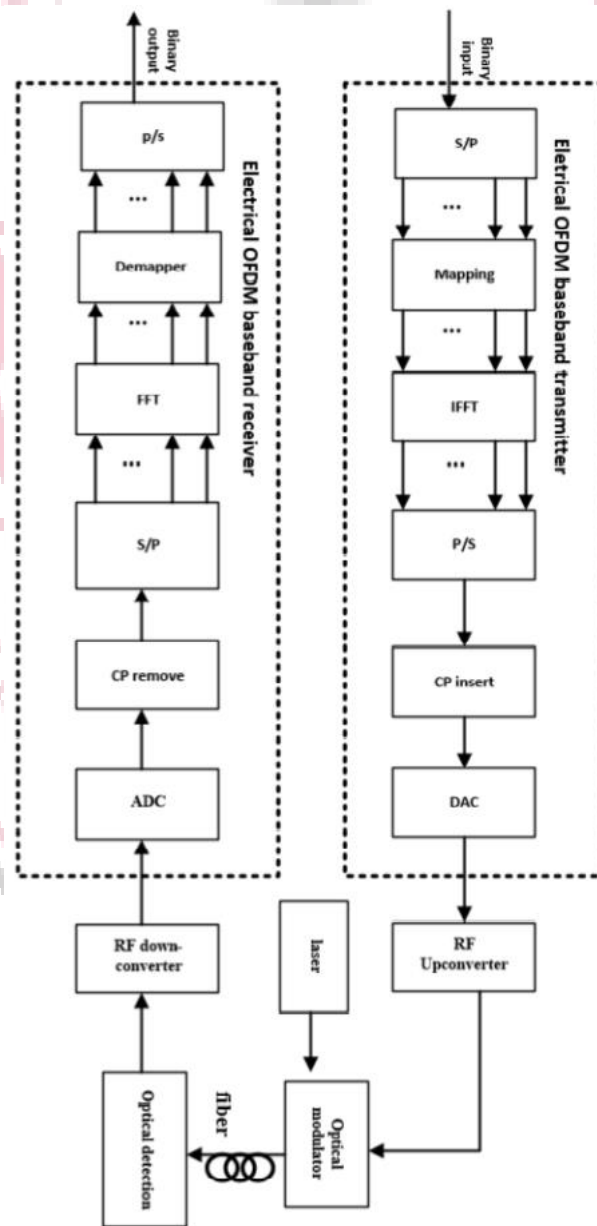 Binary
input
S/P
...
Mapping
...
IFFT
...
P/S
CP insert
DAC
Eletrical OFDM baseband transmitter
RF
Upconverter
laser
Optical
modulator
fiber
Optical detection
RF down-
converter
ADC
CP remove
S/P
...
FFT
...
Demapper
...
p/s
Electrical OFDM baseband receiver
Binary
output